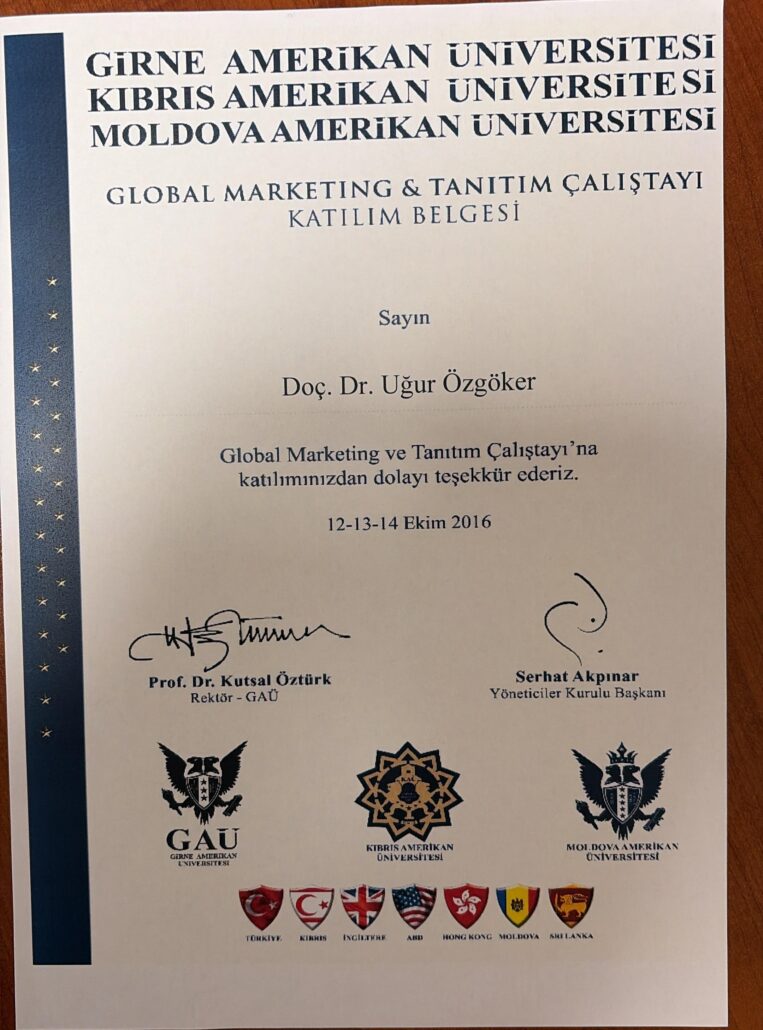 GİRNE AMERİKAN ÜNİVERSİTESİ
KIBRIS AMERİKAN ÜNİVERSİTESİ
MOLDOVA AMERİKAN ÜNİVERSİTESİ
GLOBAL MARKETING & TANITIM ÇALIŞTAYI
KATILIM BELGESİ
Sayın
Doç. Dr. Uğur Özgöker
Global Marketing ve Tanıtım Çalıştayı’na
katılımınızdan dolayı teşekkür ederiz.
12-13-14 Ekim 2016
Prof. Dr. Kutsal Öztürk
Rektör - GAÜ
Serhat Akpınar
Yöneticiler Kurulu Başkanı
GAÜ
GİRNE AMERİKAN
ÜNİVERSİTESİ
KIBRIS AMERİKAN
ÜNİVERSİTESİ
MOLDOVA AMERİKAN
ÜNİVERSİTESİ
TÜRKİYE KIBRIS İNGİLTERE ABD HONG KONG MOLDOVA SRI LANKA